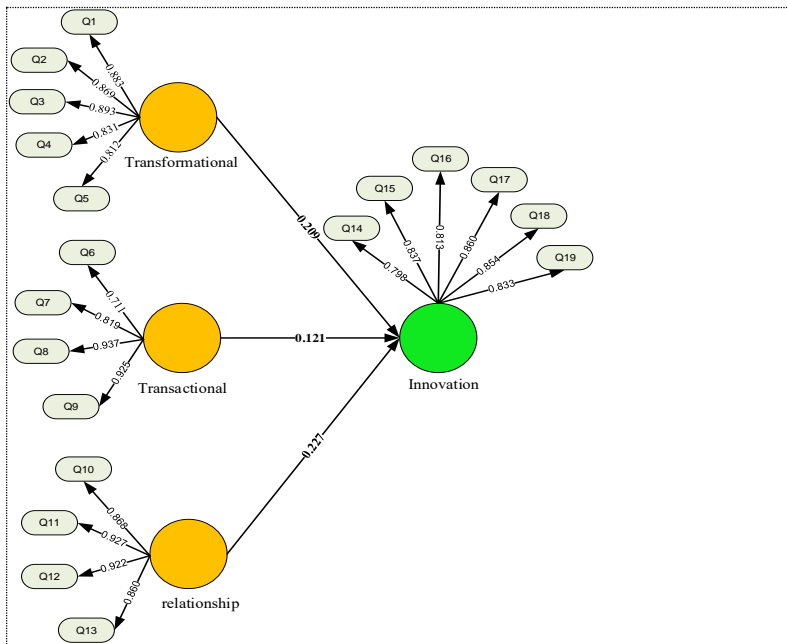 Q1
0.883
Q2
0.869
Q3
0.893
Q4
0.831
Q5
0.812
Transformational
0.209
Q6
0.711
Q7
0.819
Q8
0.937
Q9
0.925
Transactional
0.121
Q10
0.868
Q11
0.927
Q12
0.922
Q13
0.860
relationship
0.227
Q14
0.798
Q15
0.837
Q16
0.813
Q17
0.860
Q18
0.854
Q19
0.833
Innovation